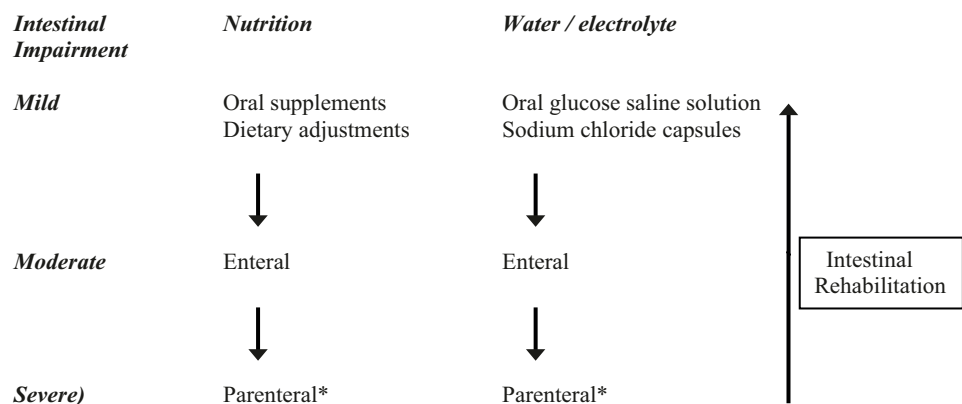 Intestinal Impairment
Nutrition
Water / electrolyte
Mild
Oral supplements
Dietary adjustments
Oral glucose saline solution
Sodium chloride capsules
Moderate
Enteral
Enteral
Intestinal
Rehabilitation
Severe)
Parenteral*
Parenteral*